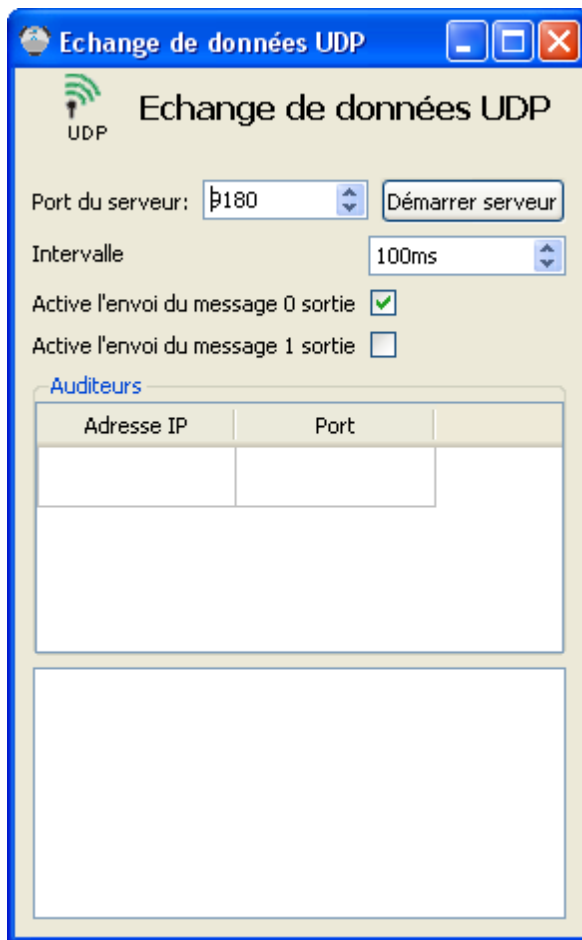 Echange de données UDP
UDP
Echange de données UDP
Port du serveur: 9180 Démarrer serveur
Intervalle 100ms
Active l'envoi du message 0 sortie
Active l'envoi du message 1 sortie
Auditeurs
Adresse IP Port